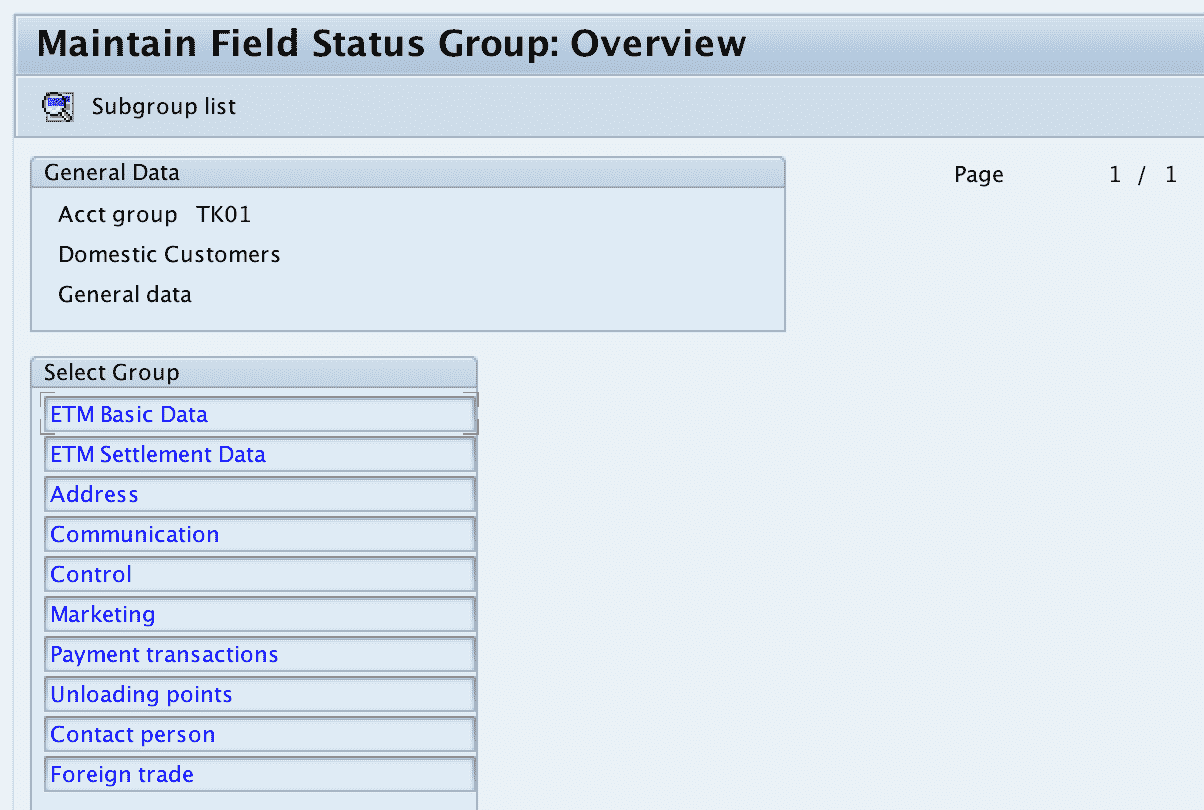 Maintain Field Status Group: Overview
Subgroup list
General Data
Page 1 / 1
Acct group TK01
Domestic Customers
General data
Select Group
ETM Basic Data
ETM Settlement Data
Address
Communication
Control
Marketing
Payment transactions
Unloading points
Contact person
Foreign trade